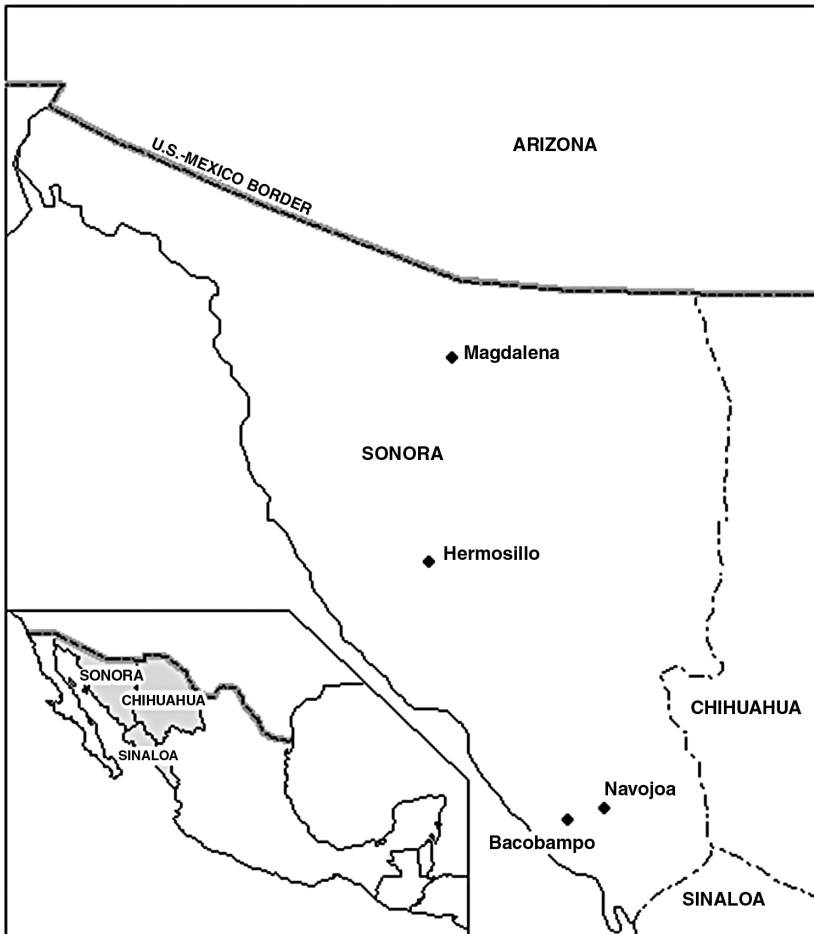 ARIZONA
U.S.-MEXICO BORDER
Magdalena
SONORA
Hermosillo
SONORA
CHIHUAHUA
CHIHUAHUA
SINALOA
Navojoa
Bacobampo
SINALOA